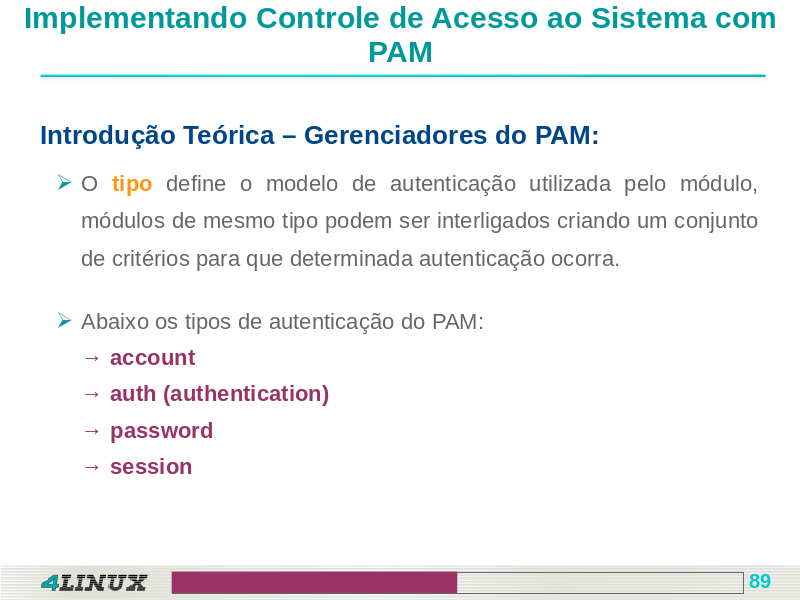 Implementando Controle de Acesso ao Sistema com
PAM
Introdução Teórica – Gerenciadores do PAM:
➢ O tipo define o modelo de autenticação utilizada pelo módulo,
módulos de mesmo tipo podem ser interligados criando um conjunto
de critérios para que determinada autenticação ocorra.
➢ Abaixo os tipos de autenticação do PAM:
→ account
→ auth (authentication)
→ password
→ session
4LINUX
89